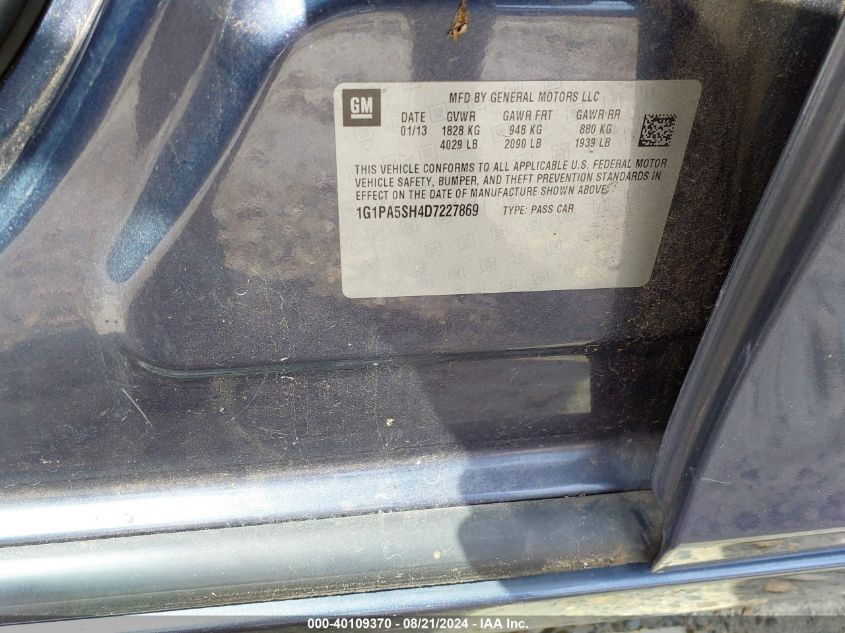 GM
MFD BY GENERAL MOTORS LLC
DATE GVWR GAWR FRT GAWR RR
01/13 1828 KG 948 KG 880 KG
4029 LB 2090 LB 1939 LB
THIS VEHICLE CONFORMS TO ALL APPLICABLE U.S. FEDERAL MOTOR
VEHICLE SAFETY, BUMPER, AND THEFT PREVENTION STANDARDS IN
EFFECT ON THE DATE OF MANUFACTURE SHOWN ABOVE.
1G1PA5SH4D7227869 TYPE: PASS CAR
000-40109370 - 08/21/2024 - IAA Inc.